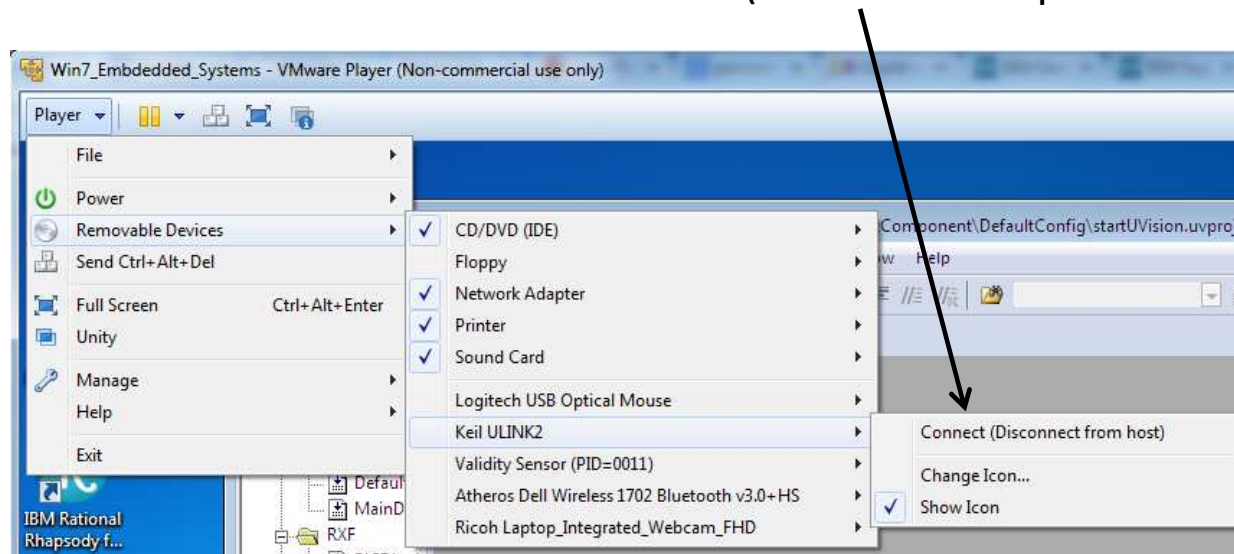 Win7_Embdedded_Systems - VMware Player (Non-commercial use only)
Player
File
Power
Removable Devices
Send Ctrl+Alt+Del
Full Screen Ctrl+Alt+Enter
Unity
Manage
Help
Exit
CD/DVD (IDE)
Floppy
Network Adapter
Printer
Sound Card
Logitech USB Optical Mouse
Keil ULINK2
Validity Sensor (PID=0011)
Atheros Dell Wireless 1702 Bluetooth v3.0+HS
Ricoh Laptop_Integrated_Webcam_FHD
Connect (Disconnect from host)
Change Icon...
Show Icon
Component\DefaultConfig\startUVision.uvproj
Help
Defaul
MainD
RXF
IBM Rational
Rhapsody f...